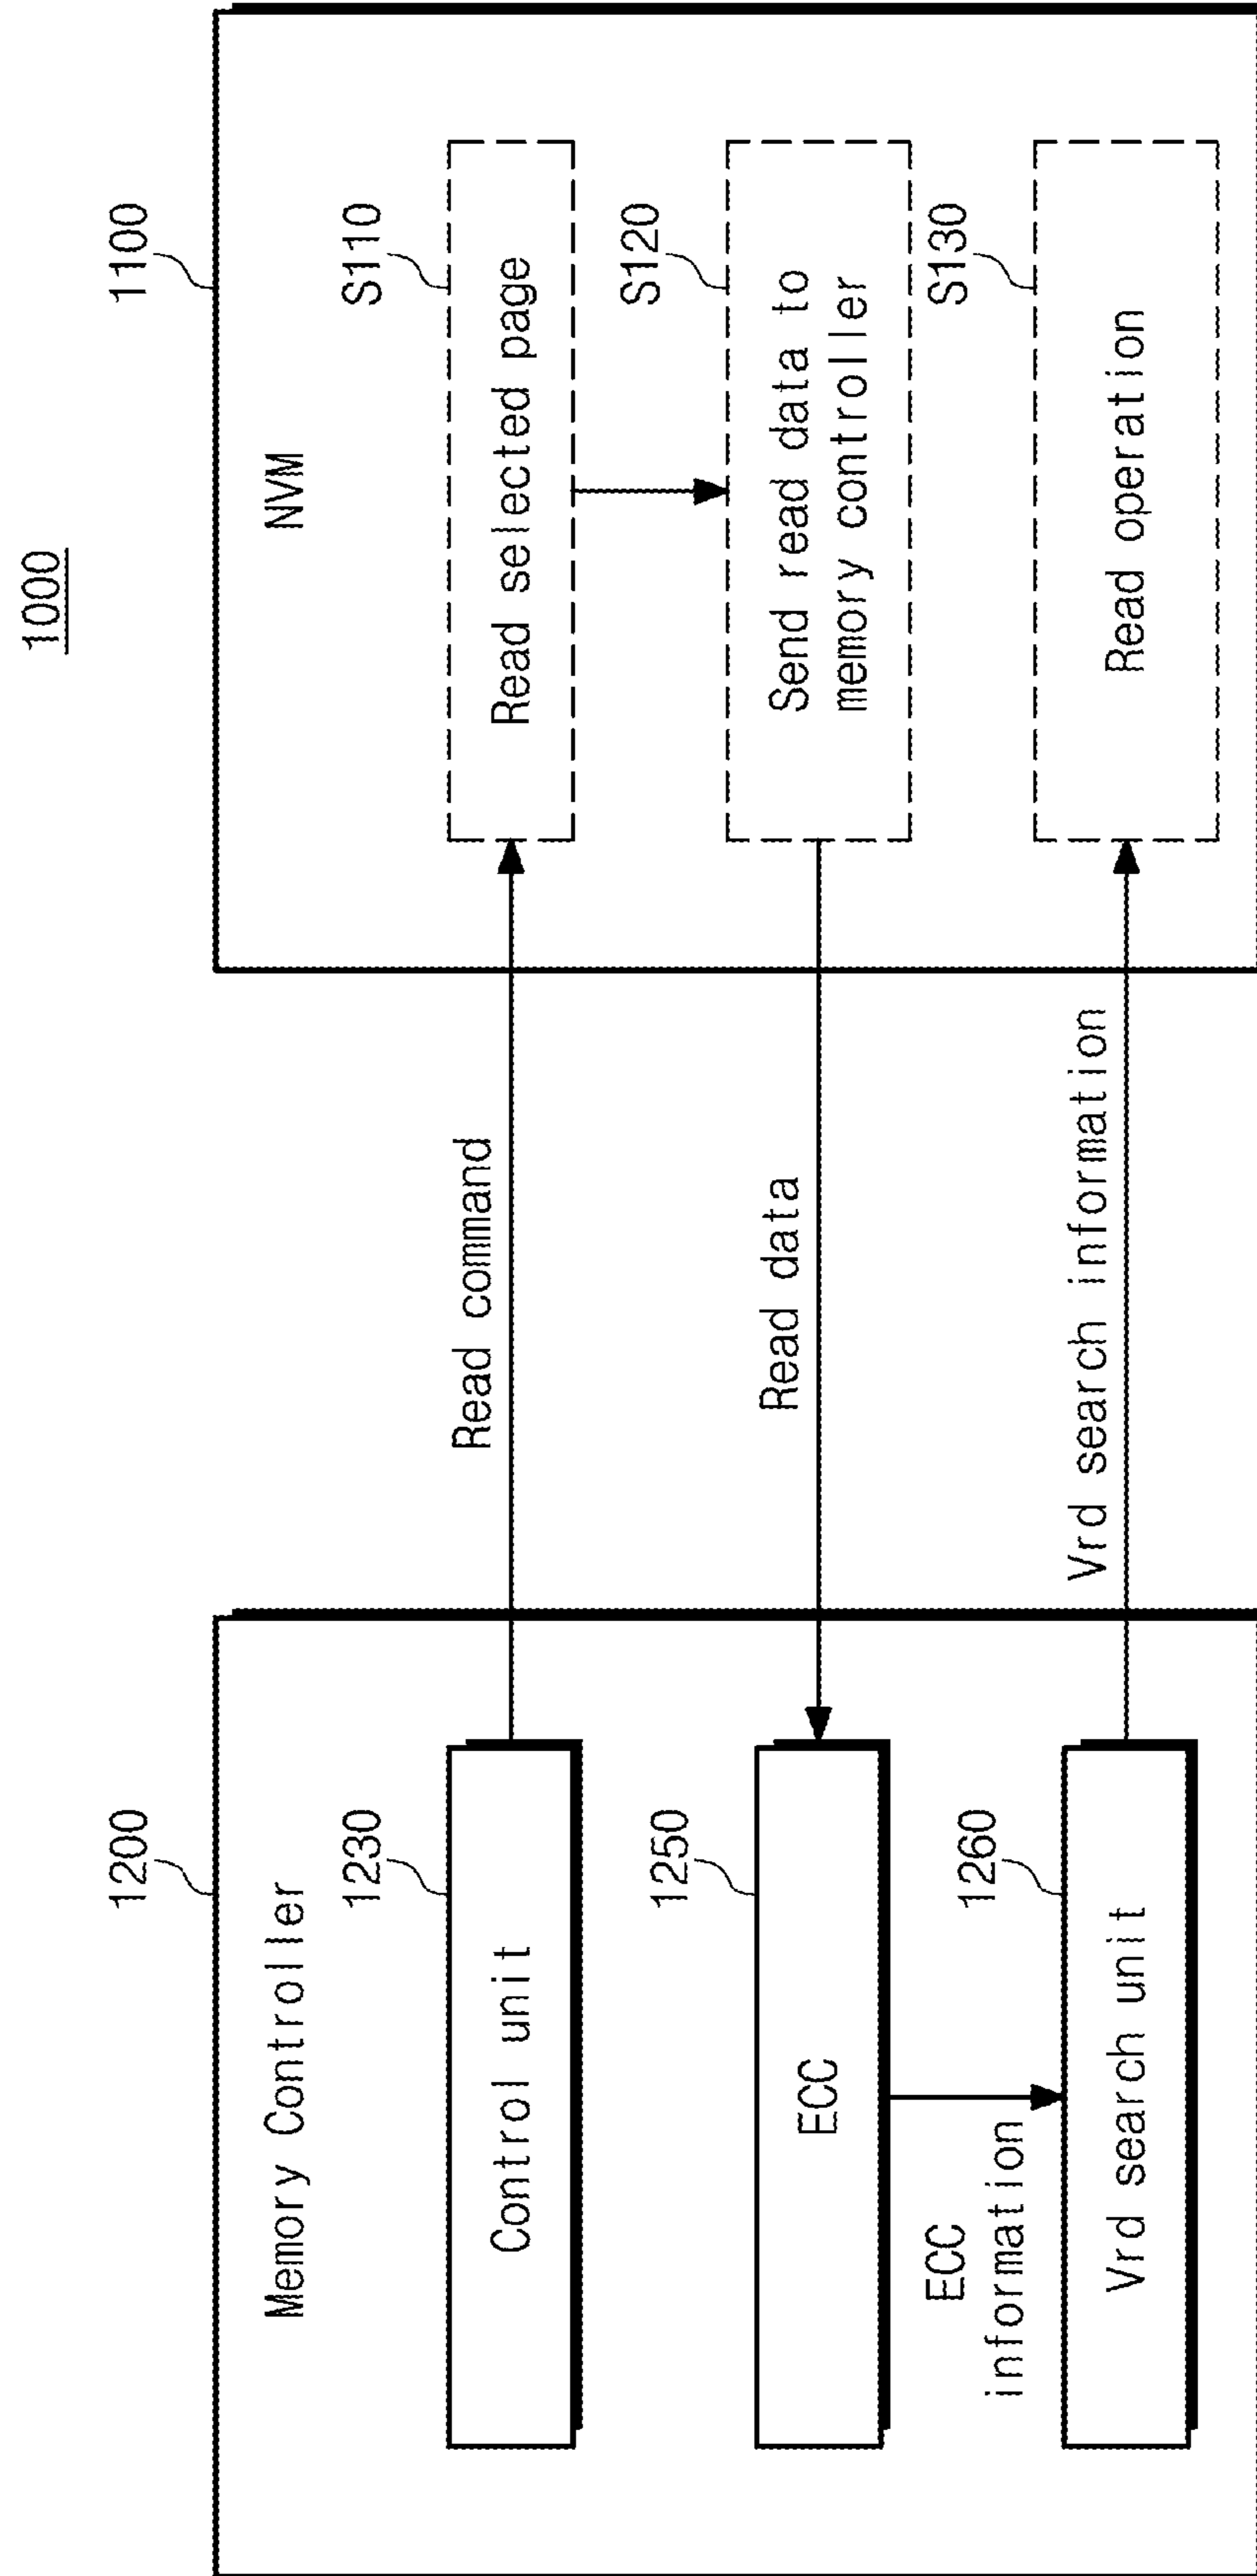 1000
1200
Memory Controller
1230
Control unit
1250
ECC
ECC
information
1260
Vrd search unit
Read command
Read data
Vrd search information
1100
NVM
S110
Read selected page
S120
Send read data to
memory controller
S130
Read operation